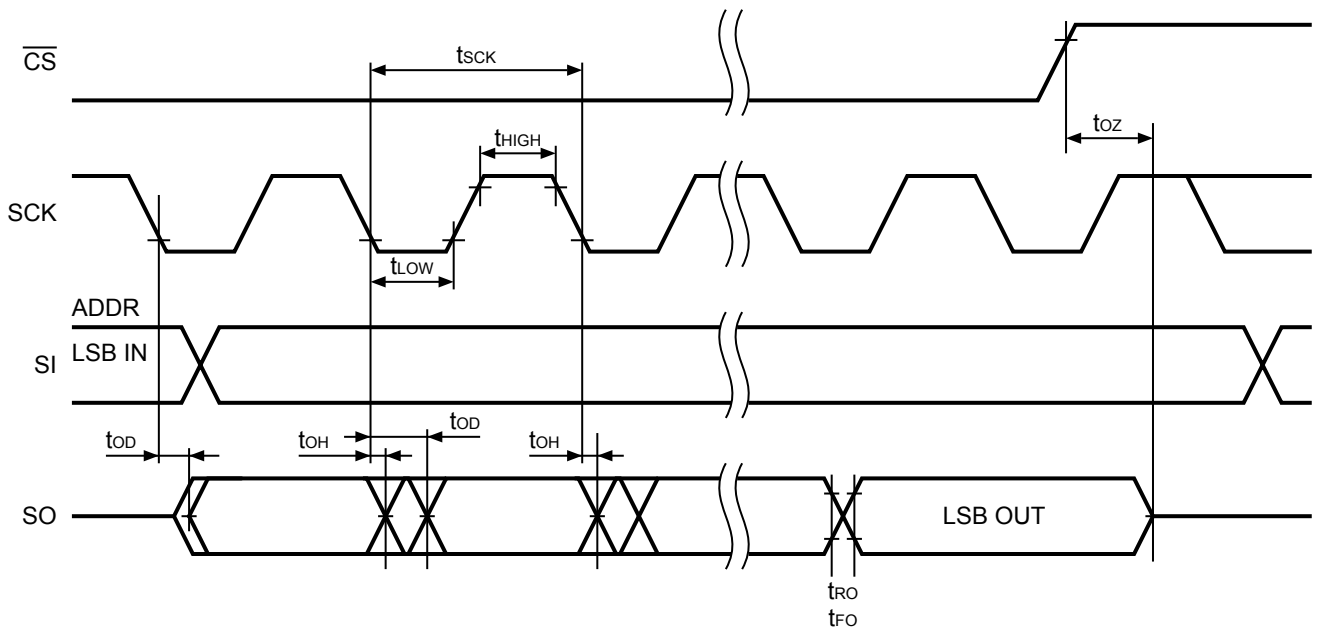 CS
tSCK
tHIGH
tOZ
SCK
tLOW
ADDR
SI
LSB IN
tOD
tOH
tOD
tOH
SO
LSB OUT
tRO
tFO